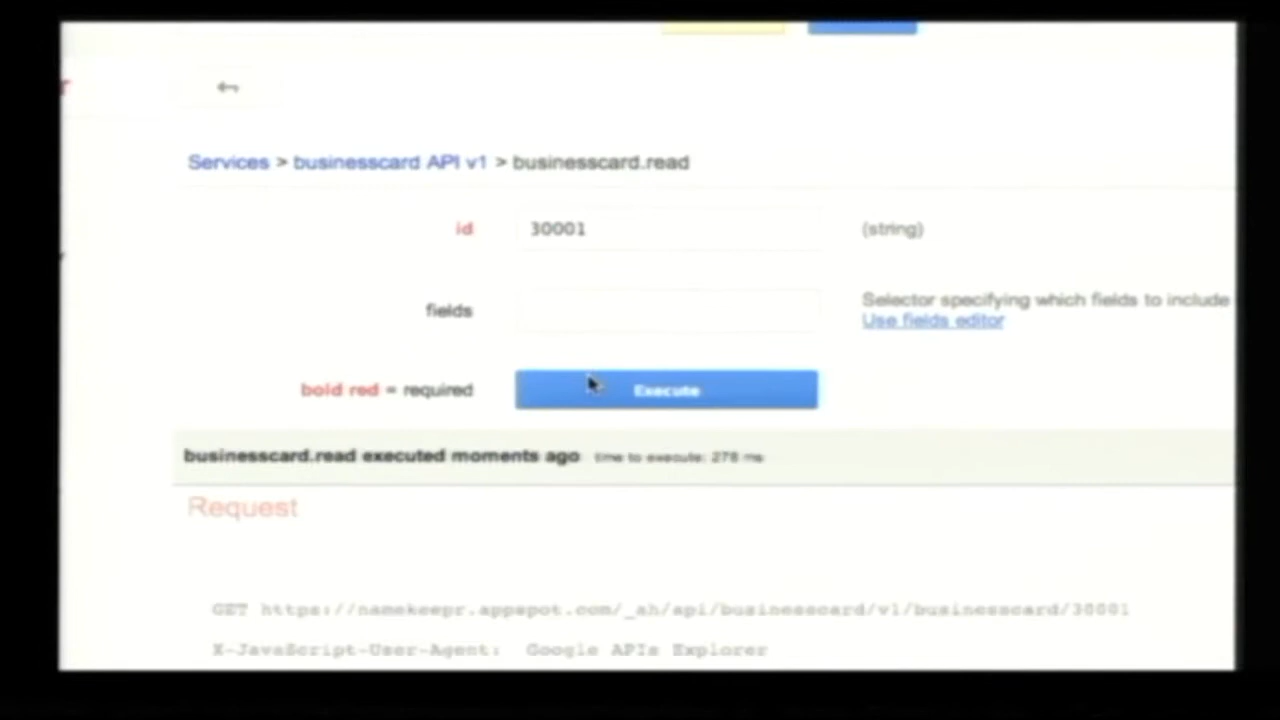 Services > businesscard API v1 > businesscard.read
id 30001 (string)
fields
Selector specifying which fields to include
Use fields editor
bold red = required Execute
businesscard.read executed moments ago time to execute: 278 ms
Request
GET https://namekeepr.appspot.com/_ah/api/businesscard/v1/businesscard/30001
X-JavaScript-User-Agent: Google APIs Explorer